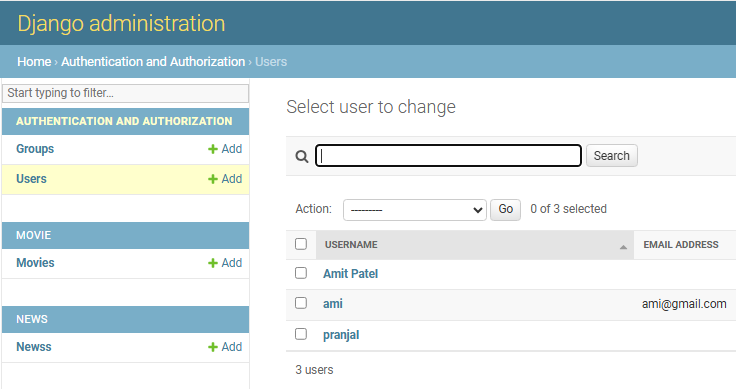 Django administration
Home › Authentication and Authorization › Users
Start typing to filter...
AUTHENTICATION AND AUTHORIZATION
Groups + Add
Users + Add
MOVIE
Movies + Add
NEWS
Newss + Add
Select user to change
Search
Action: --------- Go 0 of 3 selected
USERNAME EMAIL ADDRESS
Amit Patel
ami ami@gmail.com
pranjal
3 users